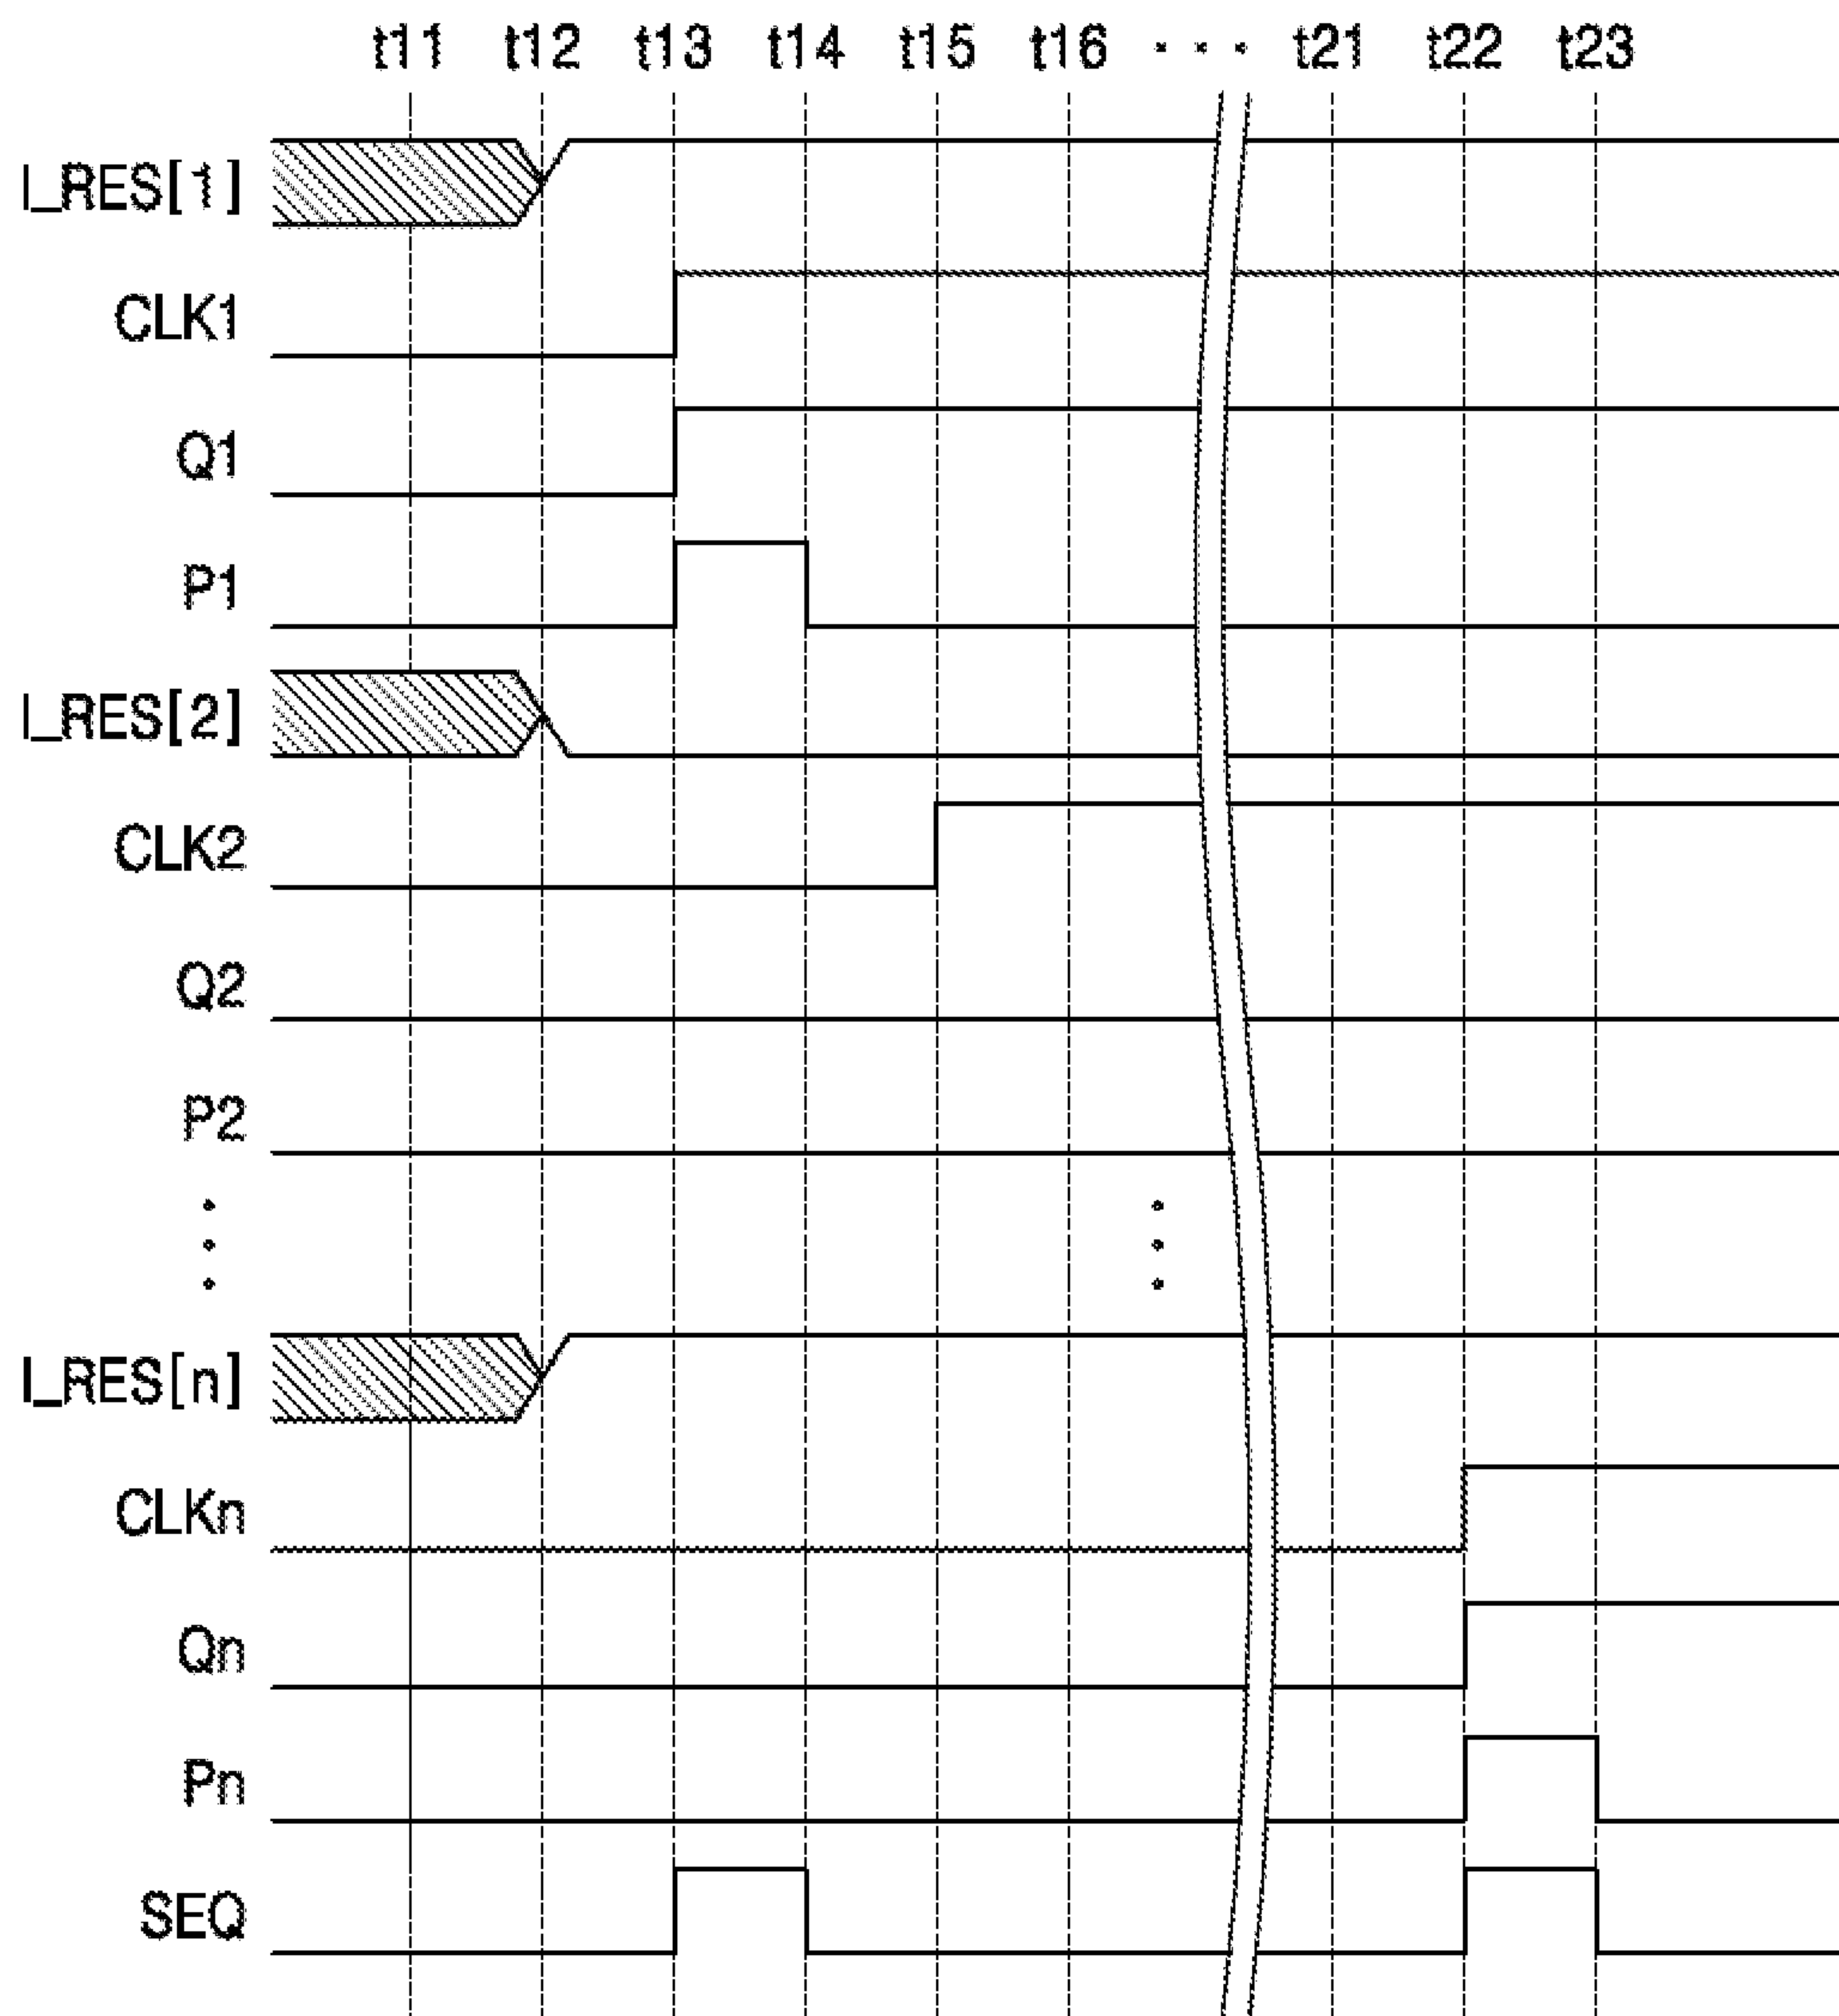 t11 t12 t13 t14 t15 t16 · · · t21 t22 t23
I_RES[1]
CLK1
Q1
P1
I_RES[2]
CLK2
Q2
P2
I_RES[n]
CLKn
Qn
Pn
SEQ